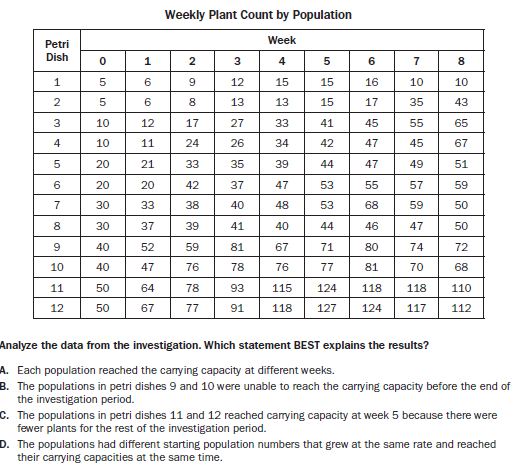 Weekly Plant Count by Population
Petri Dish Week
0 1 2 3 4 5 6 7 8
1 5 6 9 12 15 15 16 10 10
2 5 6 8 13 13 15 17 35 43
3 10 12 17 27 33 41 45 55 65
4 10 11 24 26 34 42 47 45 67
5 20 21 33 35 39 44 47 49 51
6 20 20 42 37 47 53 55 57 59
7 30 33 38 40 48 53 68 59 50
8 30 37 39 41 40 44 46 47 50
9 40 52 59 81 67 71 80 74 72
10 40 47 76 78 76 77 81 70 68
11 50 64 78 93 115 124 118 118 110
12 50 67 77 91 118 127 124 117 112
Analyze the data from the investigation. Which statement BEST explains the results?
A. Each population reached the carrying capacity at different weeks.
B. The populations in petri dishes 9 and 10 were unable to reach the carrying capacity before the end of
the investigation period.
C. The populations in petri dishes 11 and 12 reached carrying capacity at week 5 because there were
fewer plants for the rest of the investigation period.
D. The populations had different starting population numbers that grew at the same rate and reached
their carrying capacities at the same time.